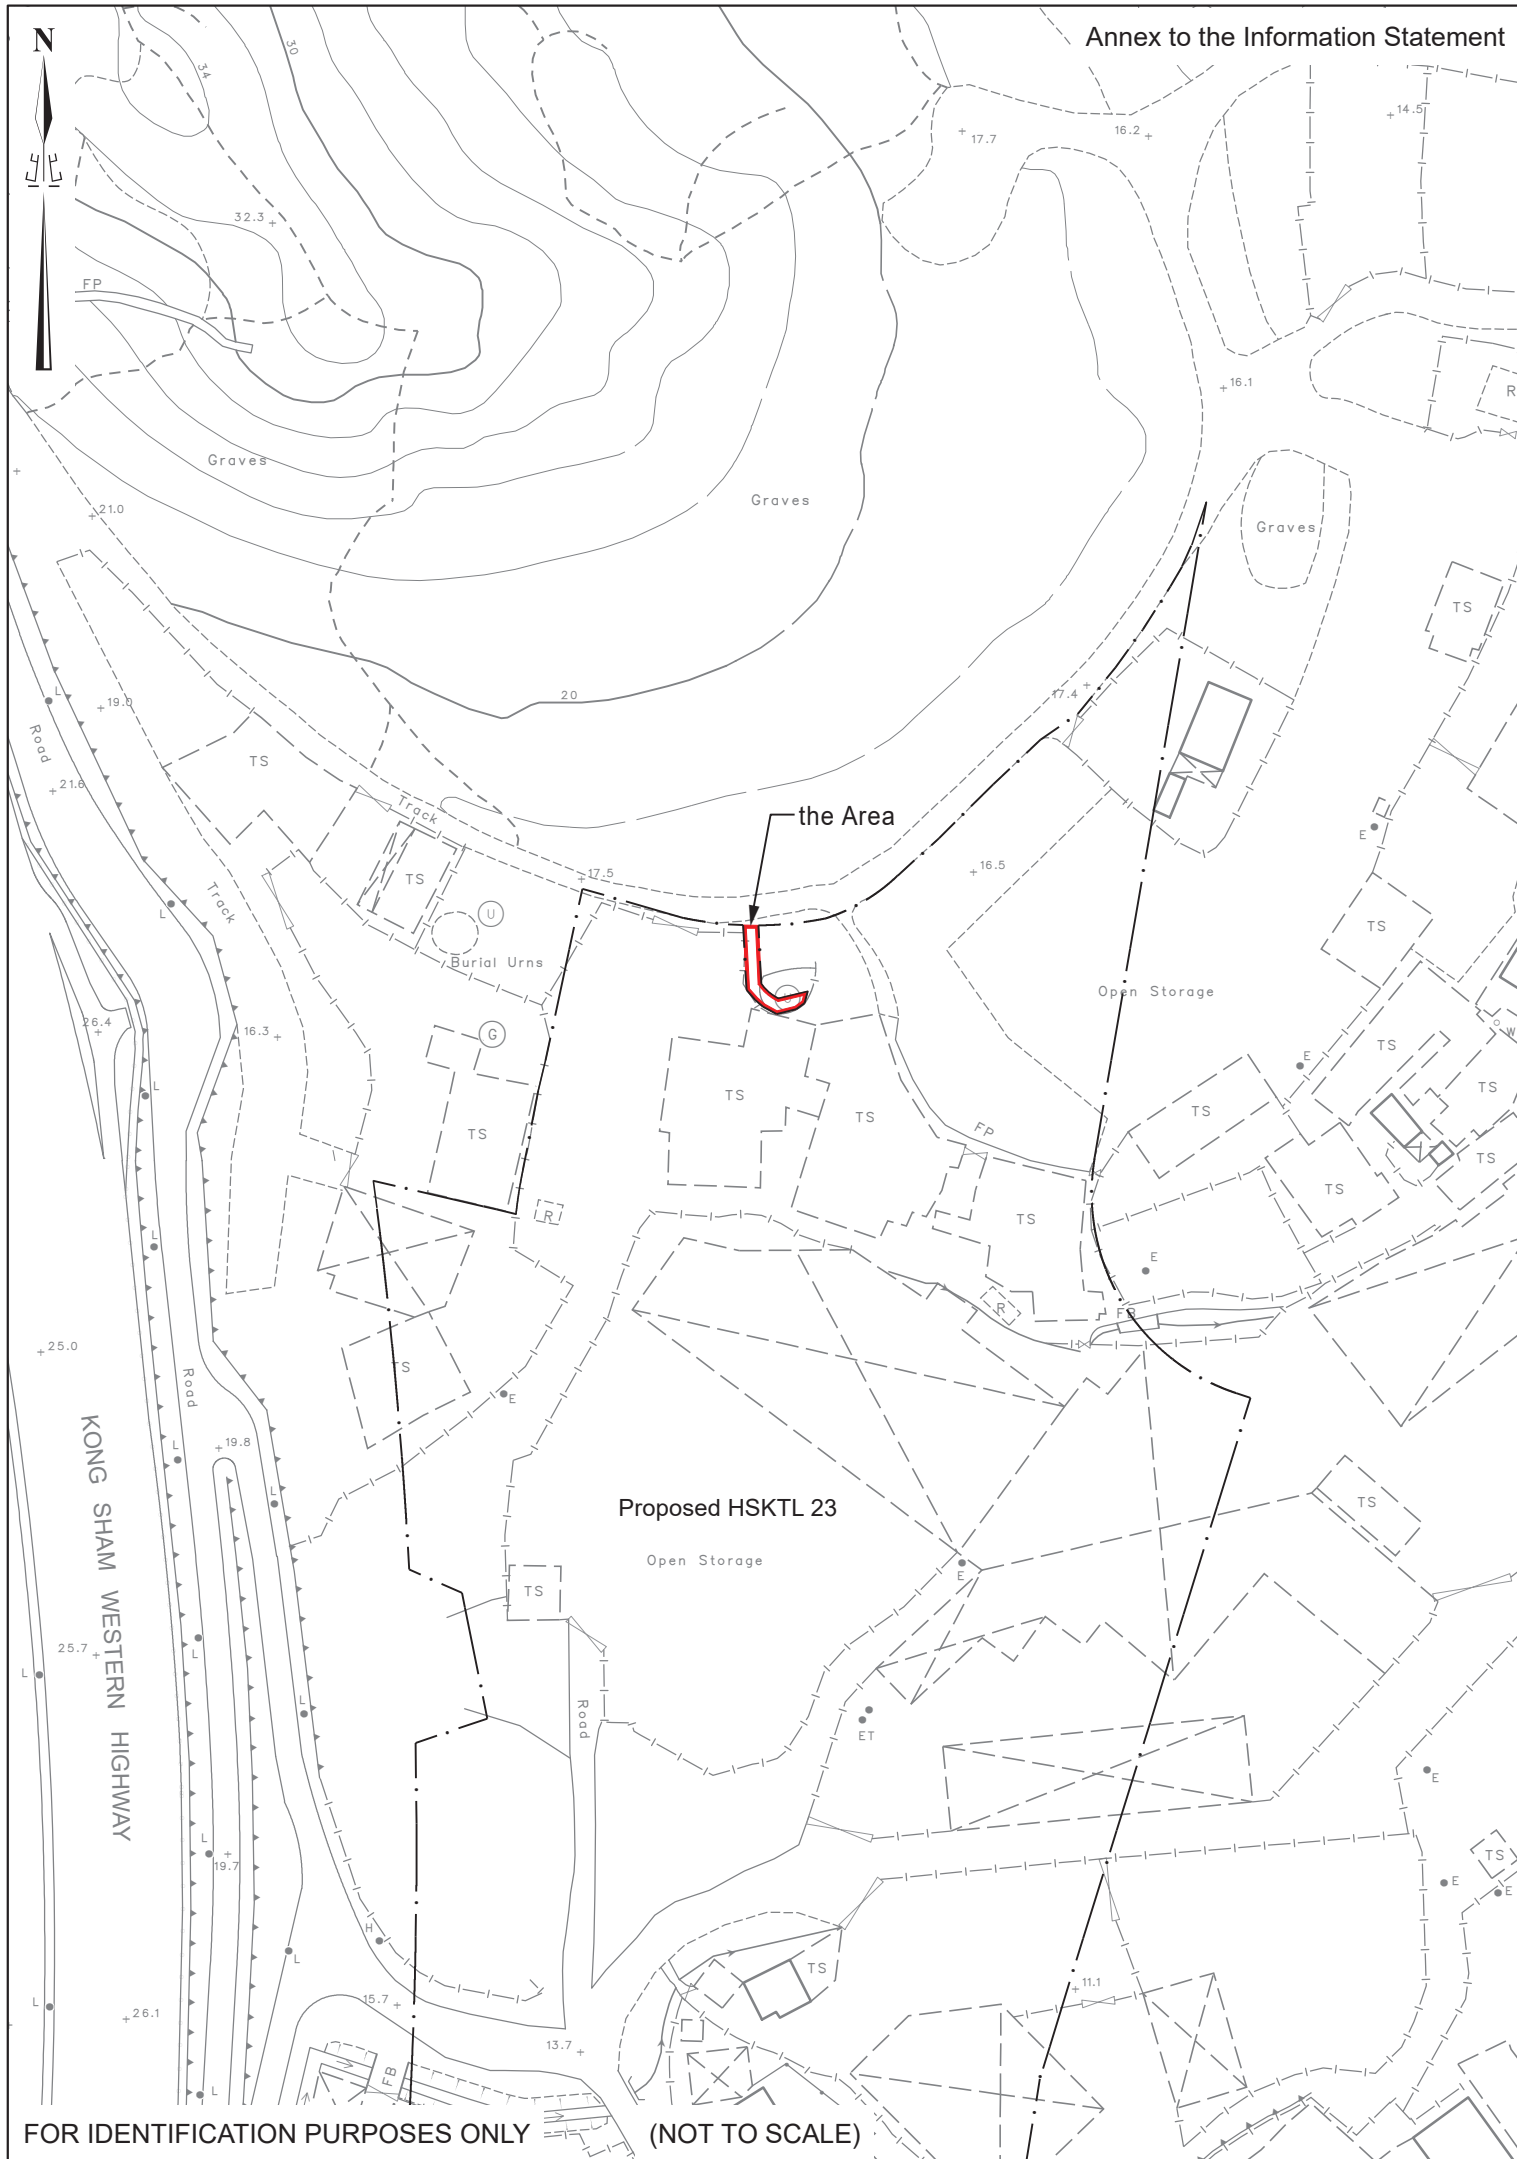 Annex to the Information Statement
N
30
34
14.5
16.2
17.7
32.3
FP
16.1
R
Graves
Graves
21.0
Graves
TS
20
17.4
19.0
L
Road
TS
21.6
Track
the Area
E
17.5
16.5
TS
Track
U
L
TS
Burial Urns
Open Storage
26.4
16.3
G
W
E
TS
L
TS
TS
TS
TS
TS
FP
TS
TS
TS
R
TS
L
E
R
FB
25.0
TS
Road
E
19.8
L
L
KONG SHAM WESTERN HIGHWAY
Proposed HSKTL 23
TS
Open Storage
E
TS
25.7
L
L
L
Road
ET
E
L
19.7
TS
E
E
H
L
TS
11.1
15.7
L
26.1
13.7
FB
L
FOR IDENTIFICATION PURPOSES ONLY
(NOT TO SCALE)